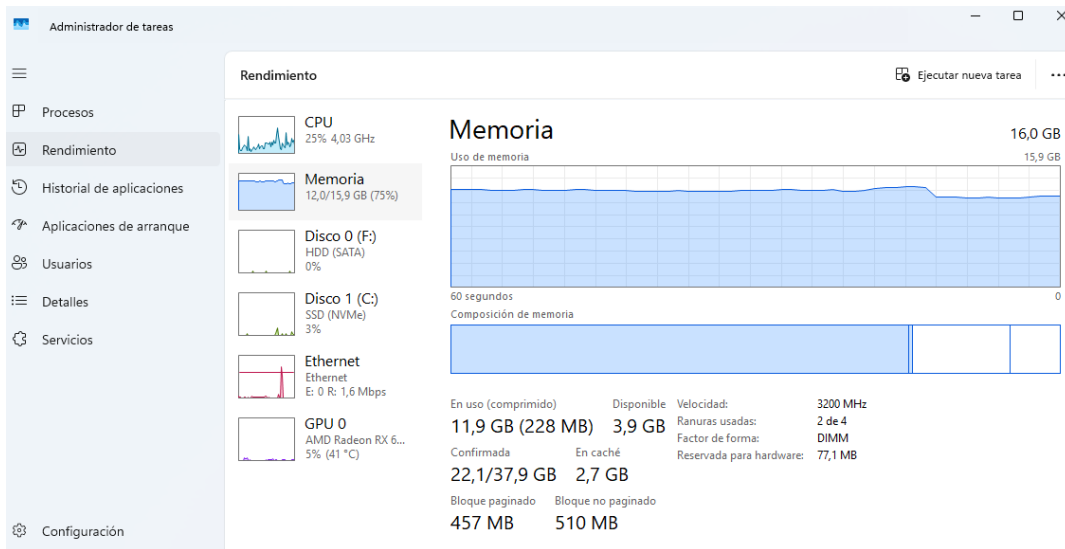 Administrador de tareas
Rendimiento
Ejecutar nueva tarea
Procesos
Rendimiento
Historial de aplicaciones
Aplicaciones de arranque
Usuarios
Detalles
Servicios
Configuración
CPU
25% 4,03 GHz
Memoria
12,0/15,9 GB (75%)
Disco 0 (F:)
HDD (SATA)
0%
Disco 1 (C:)
SSD (NVMe)
3%
Ethernet
Ethernet
E: 0 R: 1,6 Mbps
GPU 0
AMD Radeon RX 6...
5% (41 °C)
Memoria 16,0 GB
Uso de memoria 15,9 GB
60 segundos 0
Composición de memoria
En uso (comprimido) Disponible
11,9 GB (228 MB) 3,9 GB
Confirmada En caché
22,1/37,9 GB 2,7 GB
Bloque paginado Bloque no paginado
457 MB 510 MB
Velocidad: 3200 MHz
Ranuras usadas: 2 de 4
Factor de forma: DIMM
Reservada para hardware: 77,1 MB